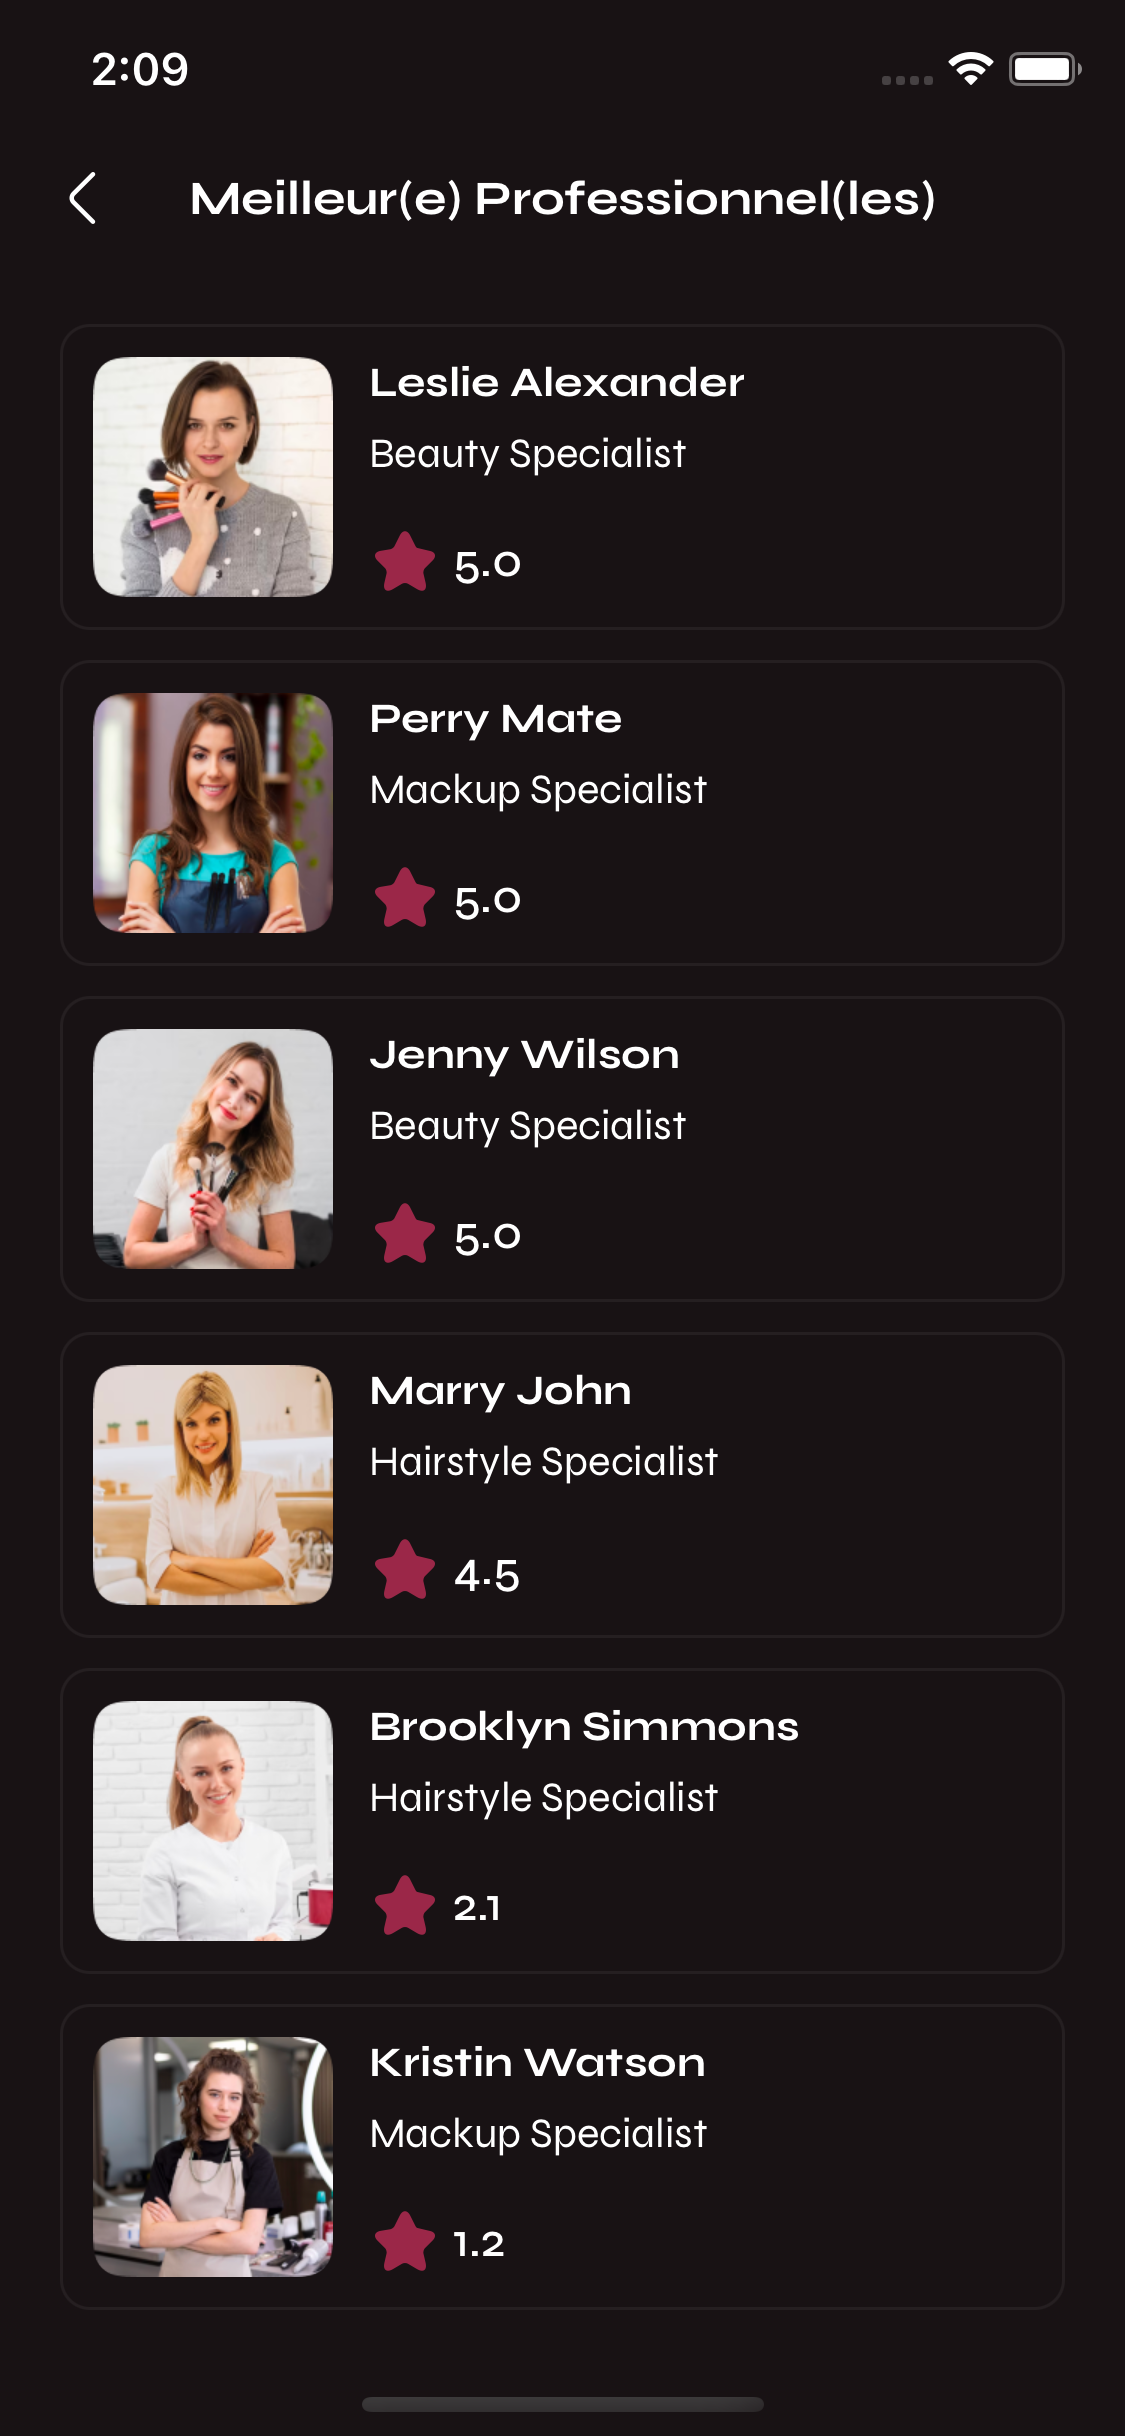 2:09
Meilleur(e) Professionnel(les)
Leslie Alexander
Beauty Specialist
5.0
Perry Mate
Mackup Specialist
5.0
Jenny Wilson
Beauty Specialist
5.0
Marry John
Hairstyle Specialist
4.5
Brooklyn Simmons
Hairstyle Specialist
2.1
Kristin Watson
Mackup Specialist
1.2